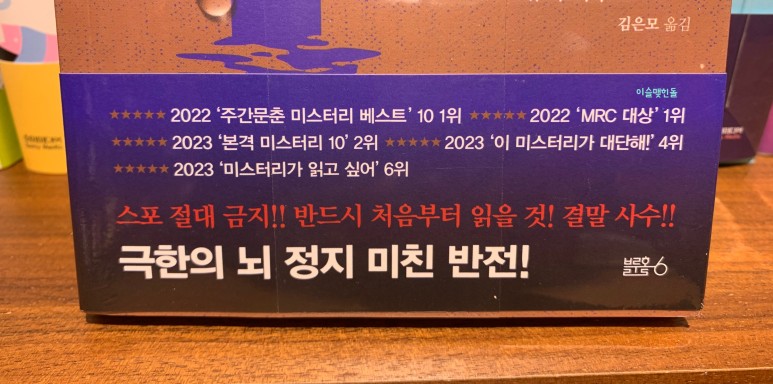 김은모 옮김
이슬맺힌돌
★★★★★ 2022 '주간문춘 미스터리 베스트' 10 1위 ★★★★★ 2022 'MRC 대상' 1위
★★★★★ 2023 '본격 미스터리 10' 2위 ★★★★★ 2023 '이 미스터리가 대단해!' 4위
★★★★★ 2023 '미스터리가 읽고 싶어' 6위
스포 절대 금지!! 반드시 처음부터 읽을 것! 결말 사수!!
극한의 뇌 정지 미친 반전!
블루홀6